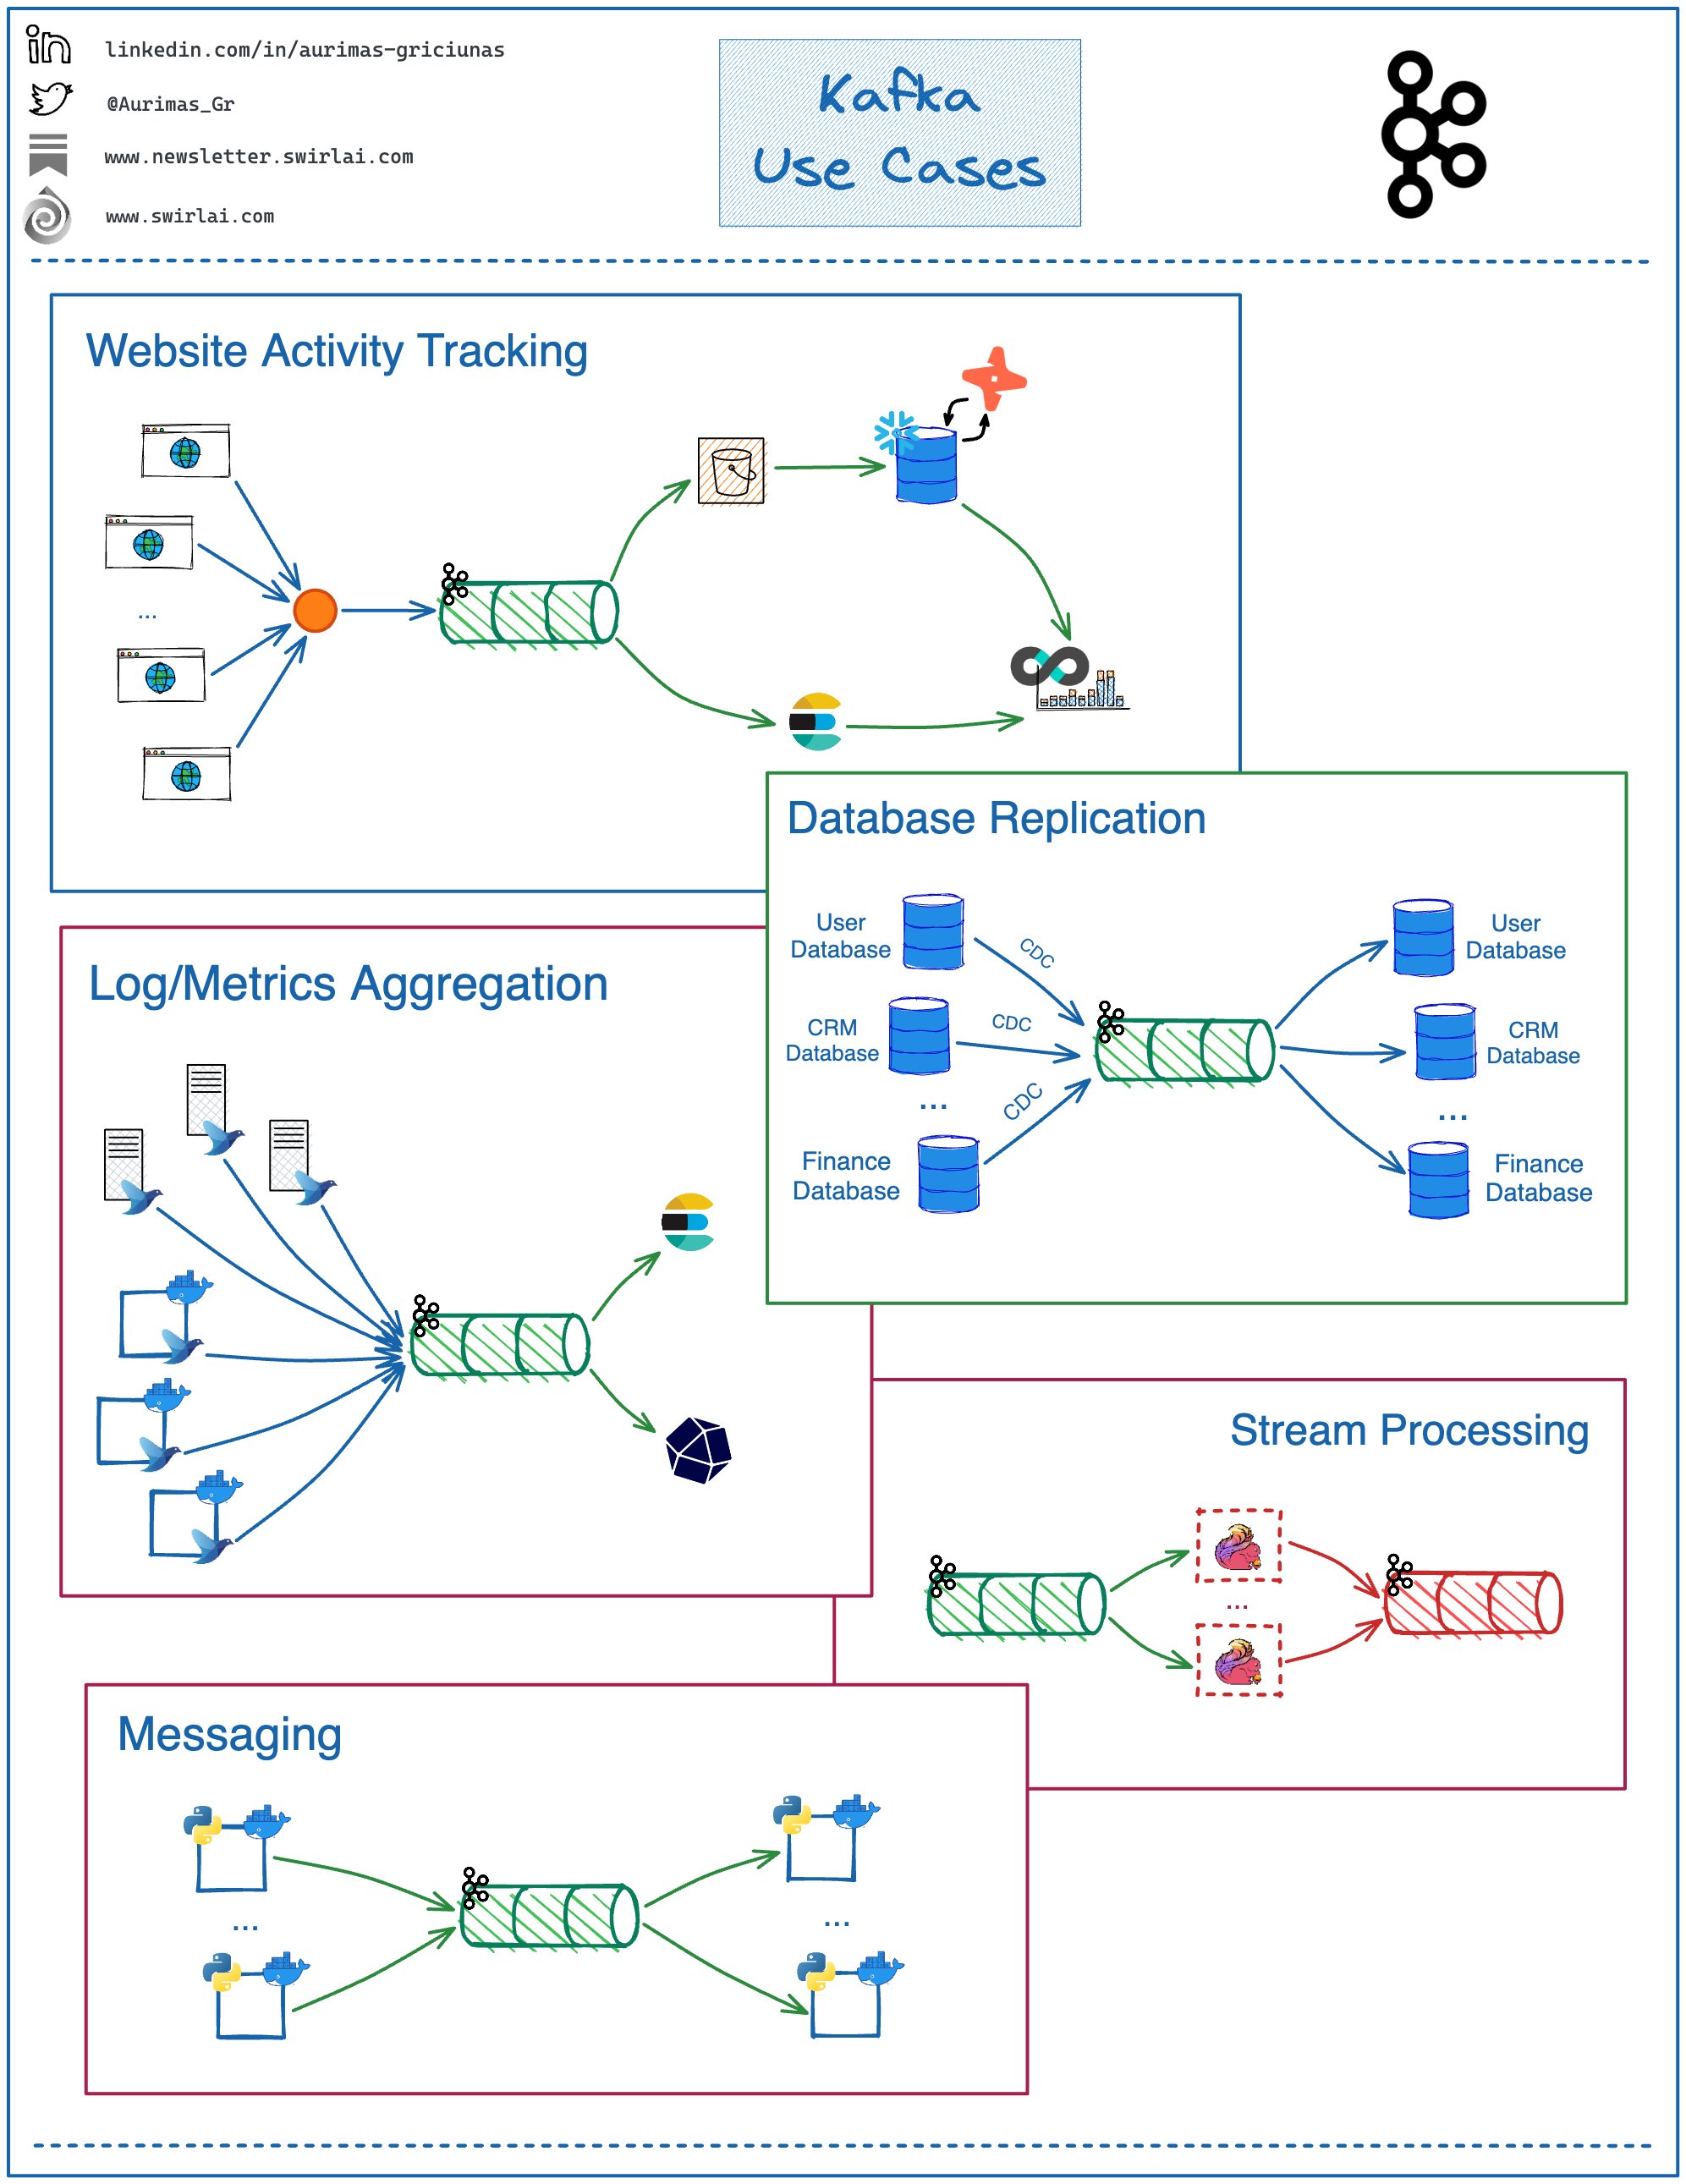 linkedin.com/in/aurimas-griciunas
@Aurimas_Gr
www.newsletter.swirlai.com
www.swirlai.com
Kafka
Use Cases
Website Activity Tracking
...
Database Replication
User
Database
CDC
User
Database
CRM
Database
CDC
CRM
Database
...
CDC
...
Finance
Database
Finance
Database
Log/Metrics Aggregation
Stream Processing
...
Messaging
...
...